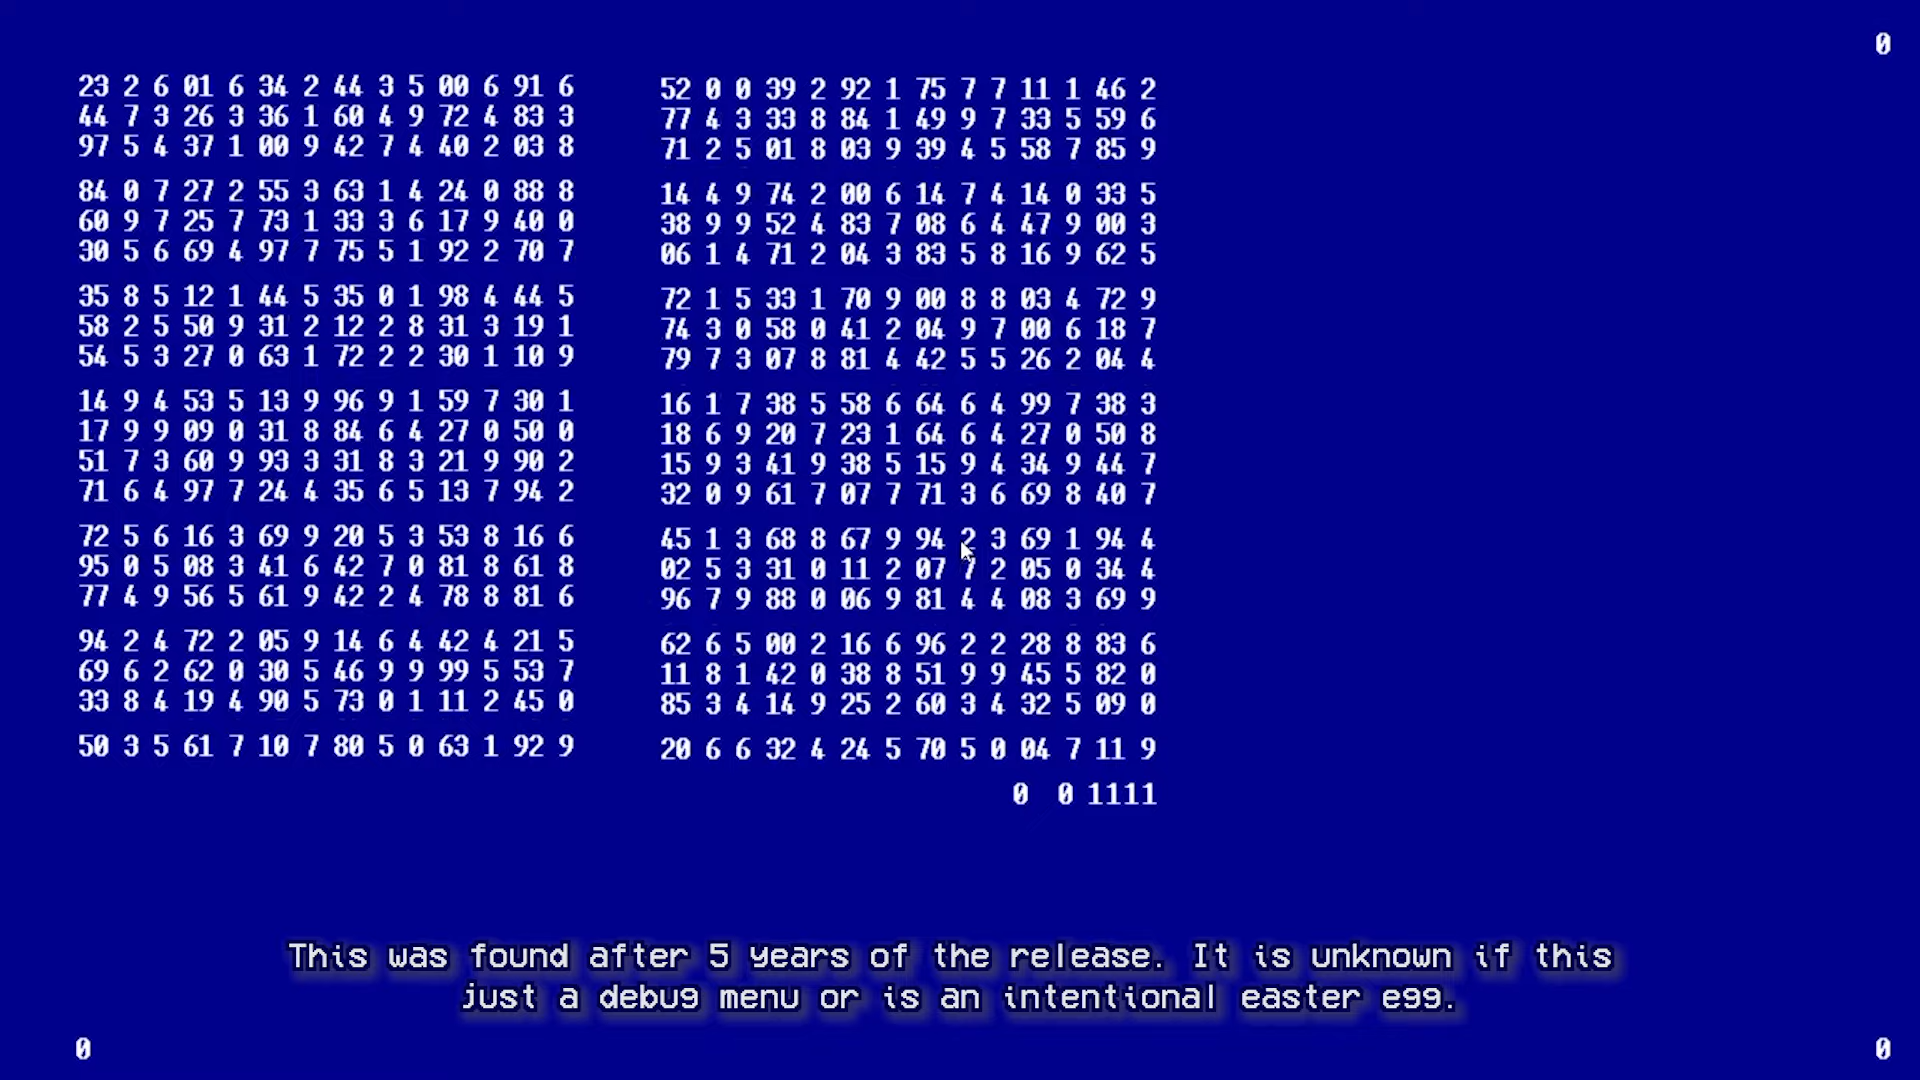 0
23 2 6 01 6 34 2 44 3 5 00 6 91 6
44 7 3 26 3 36 1 60 4 9 72 4 83 3
97 5 4 37 1 00 9 42 7 4 40 2 03 8
84 0 7 27 2 55 3 63 1 4 24 0 88 8
60 9 7 25 7 73 1 33 3 6 17 9 40 0
30 5 6 69 4 97 7 75 5 1 92 2 70 7
35 8 5 12 1 44 5 35 0 1 98 4 44 5
58 2 5 50 9 31 2 12 2 8 31 3 19 1
54 5 3 27 0 63 1 72 2 2 30 1 10 9
14 9 4 53 5 13 9 96 9 1 59 7 30 1
17 9 9 09 0 31 8 84 6 4 27 0 50 0
51 7 3 60 9 93 3 31 8 3 21 9 90 2
71 6 4 97 7 24 4 35 6 5 13 7 94 2
72 5 6 16 3 69 9 20 5 3 53 8 16 6
95 0 5 08 3 41 6 42 7 0 81 8 61 8
77 4 9 56 5 61 9 42 2 4 78 8 81 6
94 2 4 72 2 05 9 14 6 4 42 4 21 5
69 6 2 62 0 30 5 46 9 9 99 5 53 7
33 8 4 19 4 90 5 73 0 1 11 2 45 0
50 3 5 61 7 10 7 80 5 0 63 1 92 9
52 0 0 39 2 92 1 75 7 7 11 1 46 2
77 4 3 33 8 84 1 49 9 7 33 5 59 6
71 2 5 01 8 03 9 39 4 5 58 7 85 9
14 4 9 74 2 00 6 14 7 4 14 0 33 5
38 9 9 52 4 83 7 08 6 4 47 9 00 3
06 1 4 71 2 04 3 83 5 8 16 9 62 5
72 1 5 33 1 70 9 00 8 8 03 4 72 9
74 3 0 58 0 41 2 04 9 7 00 6 18 7
79 7 3 07 8 81 4 42 5 5 26 2 04 4
16 1 7 38 5 58 6 64 6 4 99 7 38 3
18 6 9 20 7 23 1 64 6 4 27 0 50 8
15 9 3 41 9 38 5 15 9 4 34 9 44 7
32 0 9 61 7 07 7 71 3 6 69 8 40 7
45 1 3 68 8 67 9 94 2 3 69 1 94 4
02 5 3 31 0 11 2 07 7 2 05 0 34 4
96 7 9 88 0 06 9 81 4 4 08 3 69 9
62 6 5 00 2 16 6 96 2 2 28 8 83 6
11 8 1 42 0 38 8 51 9 9 45 5 82 0
85 3 4 14 9 25 2 60 3 4 32 5 09 0
20 6 6 32 4 24 5 70 5 0 04 7 11 9
0 0 1111
This was found after 5 years of the release. It is unknown if this
just a debug menu or is an intentional easter egg.
0
0